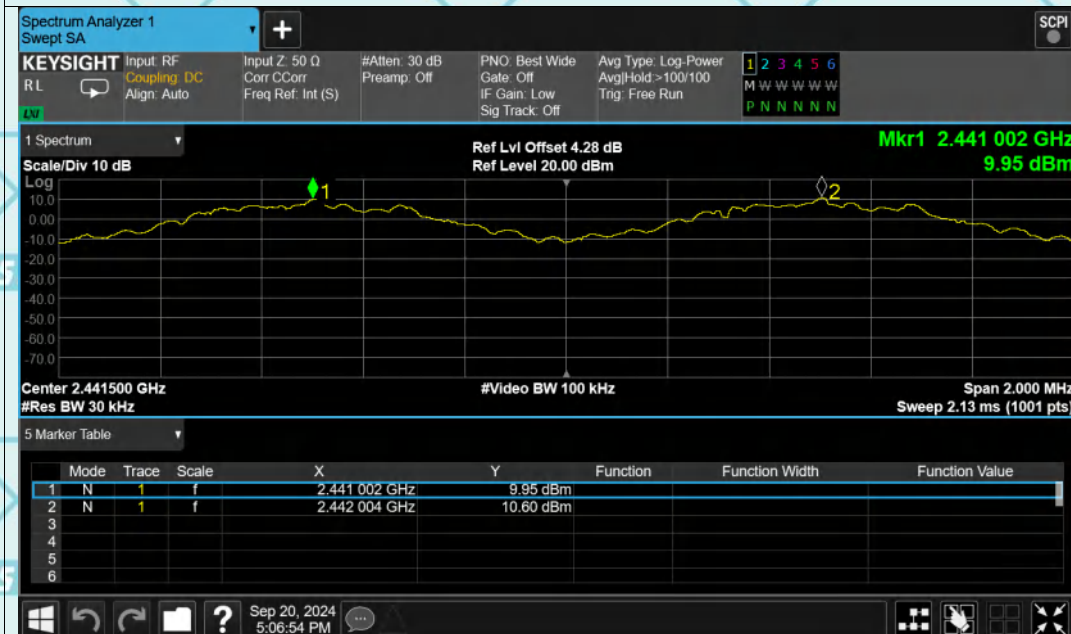 Spectrum Analyzer 1
Swept SA
+
SCPI
KEYSIGHT
RL
LXI
Input: RF
Coupling: DC
Align: Auto
Input Z: 50 Ω
Corr CCorr
Freq Ref: Int (S)
#Atten: 30 dB
Preamp: Off
PNO: Best Wide
Gate: Off
IF Gain: Low
Sig Track: Off
Avg Type: Log-Power
Avg|Hold:>100/100
Trig: Free Run
1 2 3 4 5 6
M W W W W W
P N N N N N
1 Spectrum
Scale/Div 10 dB
Ref Lvl Offset 4.28 dB
Ref Level 20.00 dBm
Mkr1 2.441 002 GHz
9.95 dBm
Log
1
2
10.0
0.00
-10.0
-20.0
-30.0
-40.0
-50.0
-60.0
-70.0
Center 2.441500 GHz
#Video BW 100 kHz
Span 2.000 MHz
#Res BW 30 kHz
Sweep 2.13 ms (1001 pts)
5 Marker Table
Mode Trace Scale X Y Function Function Width Function Value
1 N 1 f 2.441 002 GHz 9.95 dBm
2 N 1 f 2.442 004 GHz 10.60 dBm
3
4
5
6
?
Sep 20, 2024
5:06:54 PM